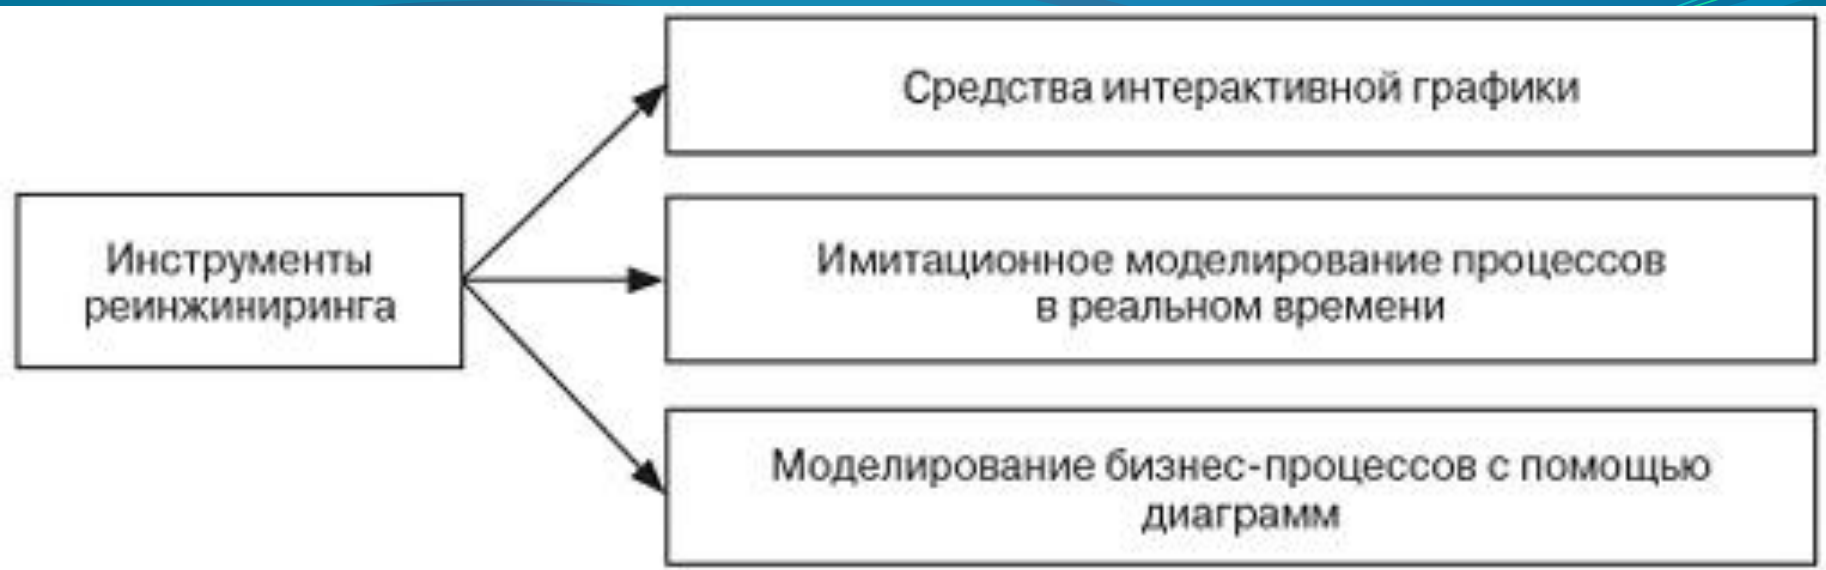 Средства интерактивной графики
Инструменты
реинжиниринга
Имитационное моделирование процессов
в реальном времени
Моделирование бизнес-процессов с помощью
диаграмм